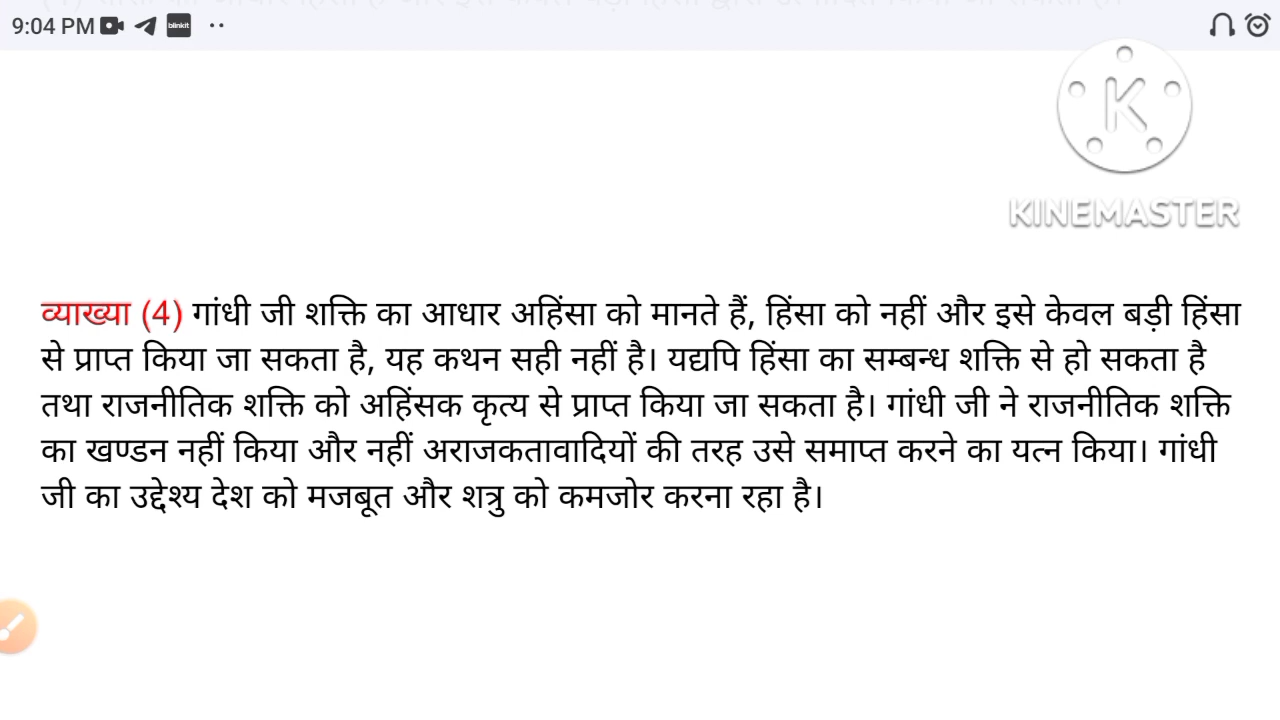 9:04 PM
blinkit
KINEMASTER
व्याख्या (4) गांधी जी शक्ति का आधार अहिंसा को मानते हैं, हिंसा को नहीं और इसे केवल बड़ी हिंसा
से प्राप्त किया जा सकता है, यह कथन सही नहीं है। यद्यपि हिंसा का सम्बन्ध शक्ति से हो सकता है
तथा राजनीतिक शक्ति को अहिंसक कृत्य से प्राप्त किया जा सकता है। गांधी जी ने राजनीतिक शक्ति
का खण्डन नहीं किया और नहीं अराजकतावादियों की तरह उसे समाप्त करने का यत्न किया। गांधी
जी का उद्देश्य देश को मजबूत और शत्रु को कमजोर करना रहा है।